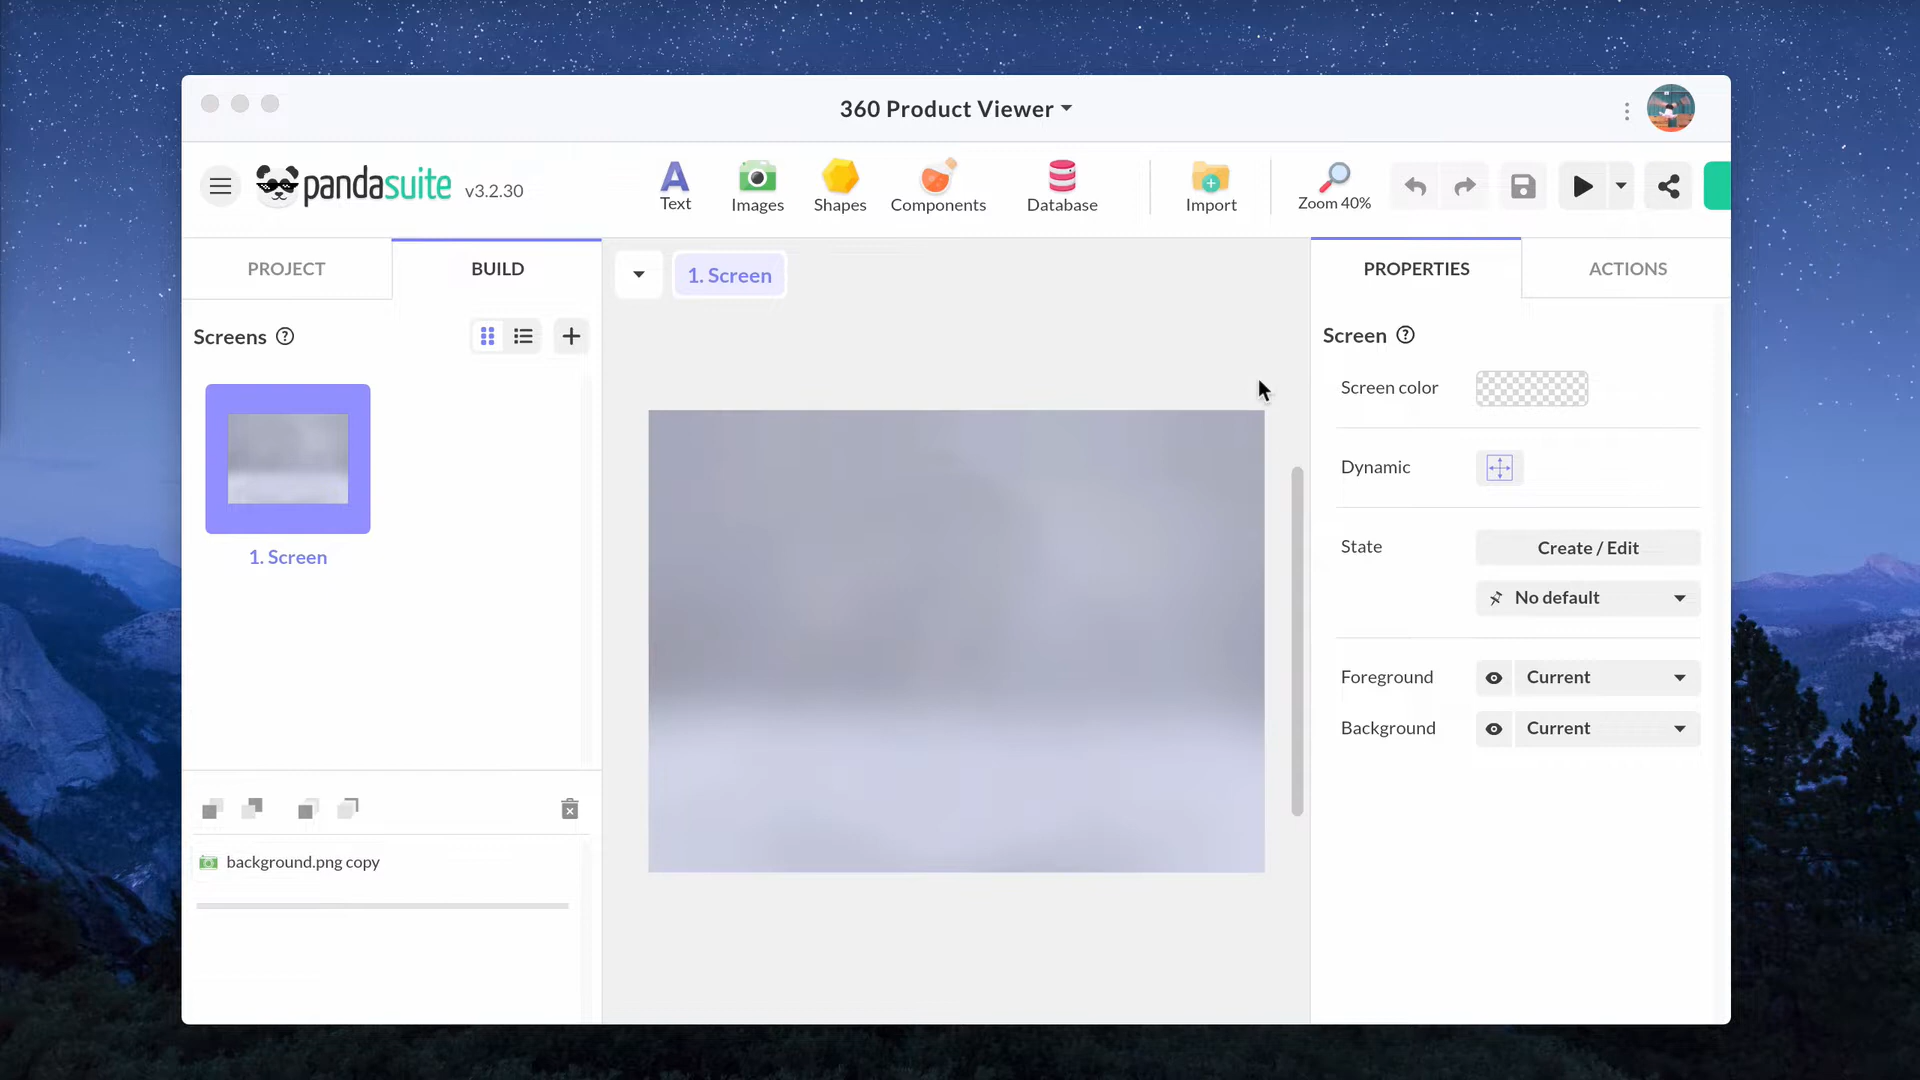 360 Product Viewer
pandasuite v3.2.30
Text
Images
Shapes
Components
Database
Import
Zoom 40%
PROJECT
BUILD
1. Screen
PROPERTIES
ACTIONS
Screens ?
Screen ?
Screen color
Dynamic
State
Create / Edit
No default
Foreground
Current
Background
Current
1. Screen
background.png copy